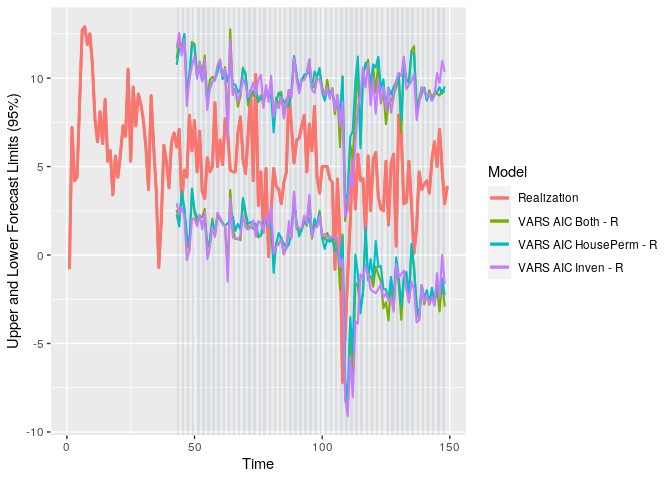 Upper and Lower Forecast Limits (95%)
10
5
0
-5
-10
0
50
100
150
Time
Model
Realization
VARS AIC Both - R
VARS AIC HousePerm - R
VARS AIC Inven - R